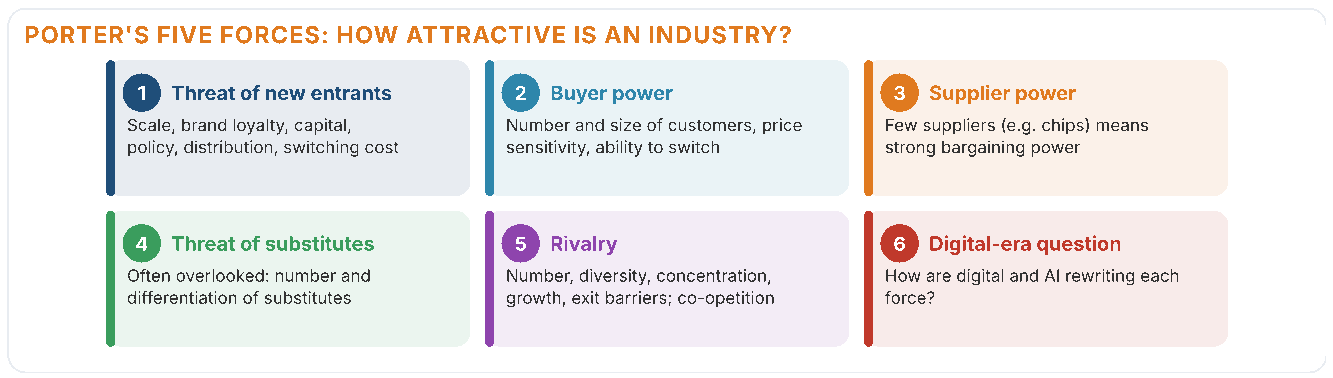 PORTER'S FIVE FORCES: HOW ATTRACTIVE IS AN INDUSTRY?
1 Threat of new entrants
Scale, brand loyalty, capital,
policy, distribution, switching cost
2 Buyer power
Number and size of customers, price
sensitivity, ability to switch
3 Supplier power
Few suppliers (e.g. chips) means
strong bargaining power
4 Threat of substitutes
Often overlooked: number and
differentiation of substitutes
5 Rivalry
Number, diversity, concentration,
growth, exit barriers; co-opetition
6 Digital-era question
How are digital and AI rewriting each
force?